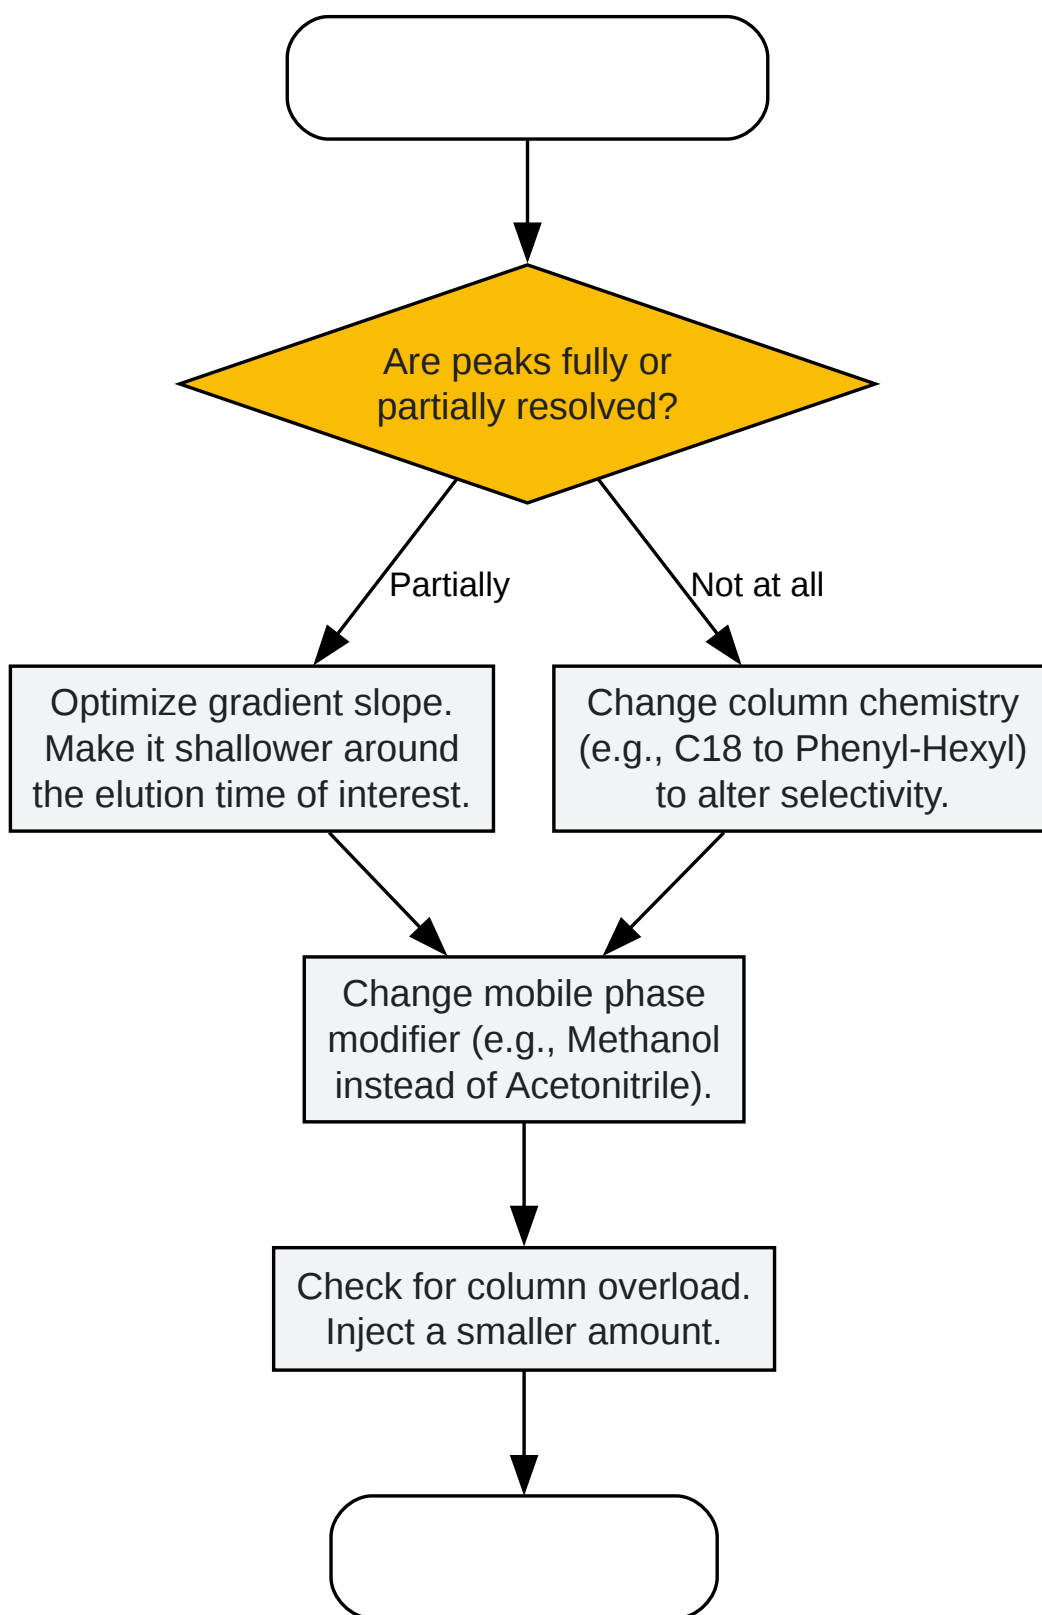 Are peaks fully or
partially resolved?
Partially
Not at all
Optimize gradient slope.
Make it shallower around
the elution time of interest.
Change column chemistry
(e.g., C18 to Phenyl-Hexyl)
to alter selectivity.
Change mobile phase
modifier (e.g., Methanol
instead of Acetonitrile).
Check for column overload.
Inject a smaller amount.